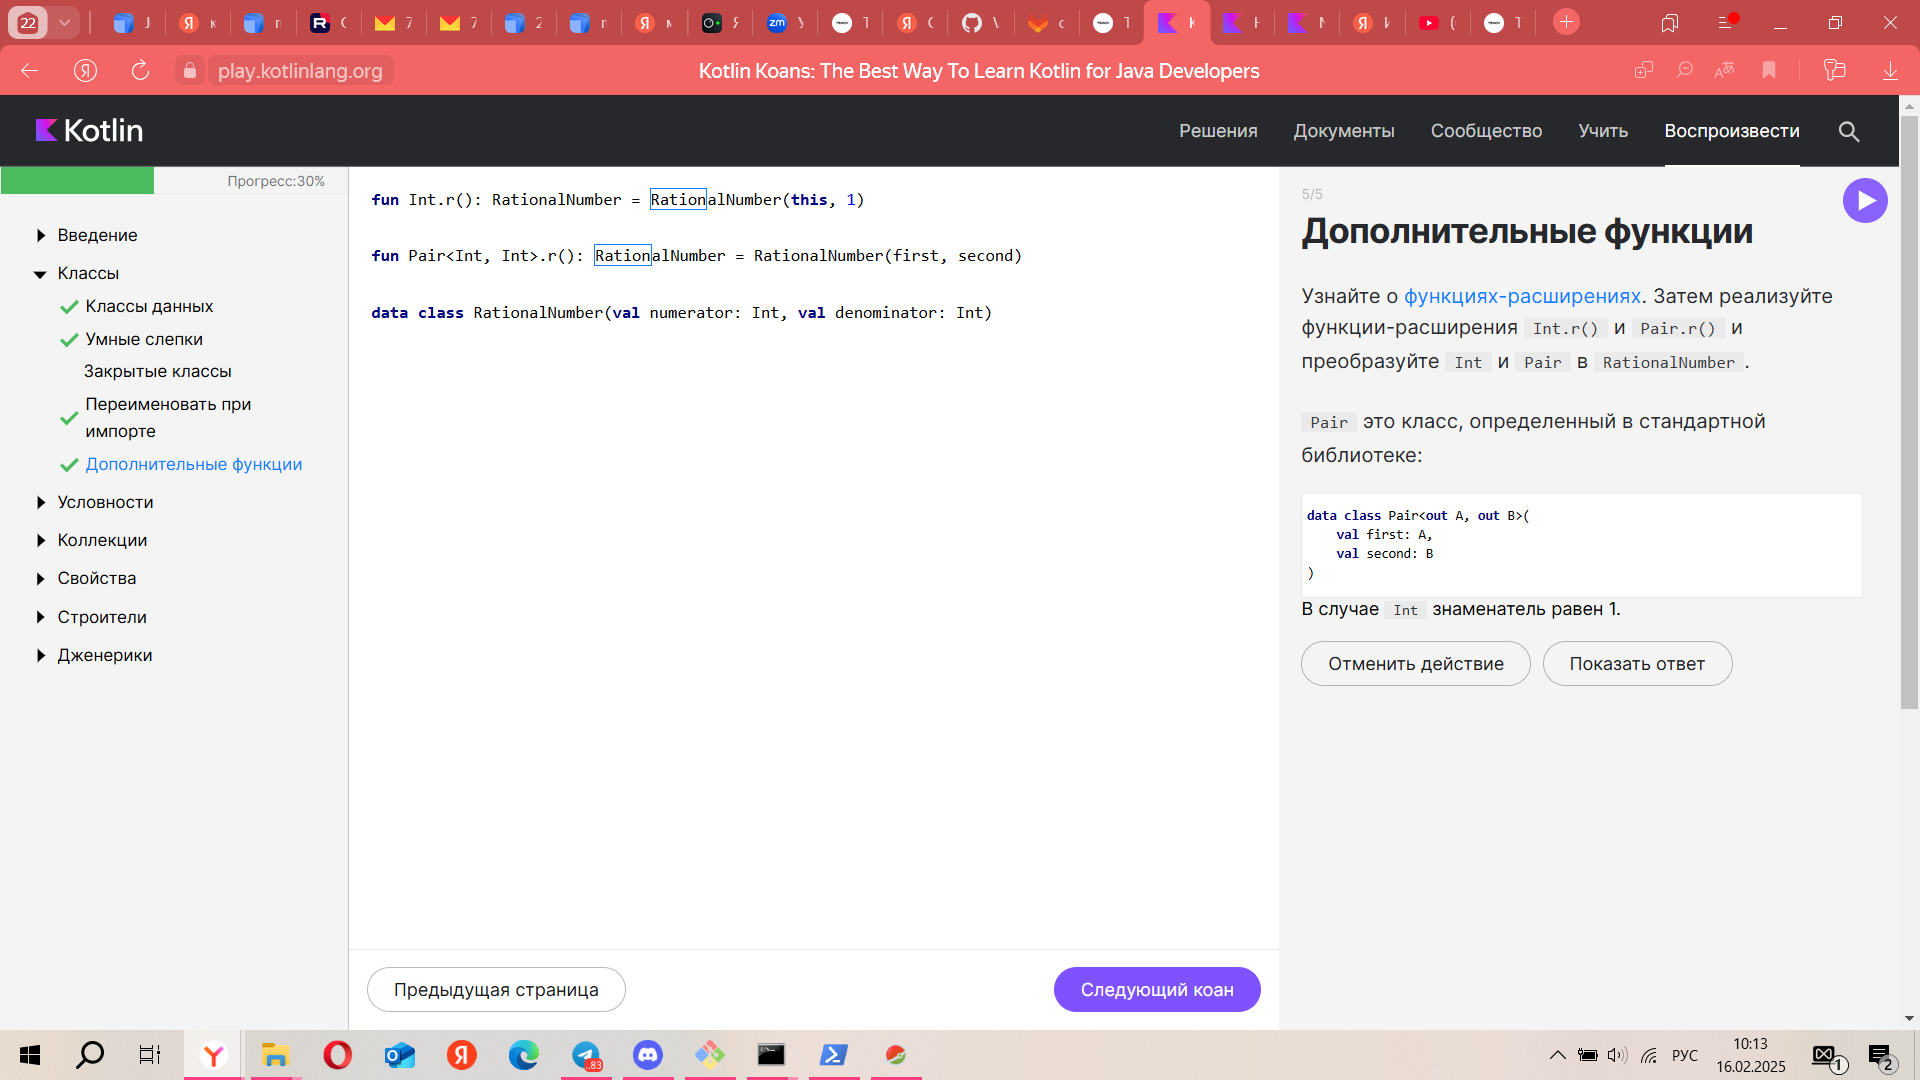 22
play.kotlinlang.org
Kotlin Koans: The Best Way To Learn Kotlin for Java Developers
Kotlin
Решения
Документы
Сообщество
Учить
Воспроизвести
Прогресс:30%
Введение
Классы
Классы данных
Умные слепки
Закрытые классы
Переименовать при
импорте
Дополнительные функции
Условности
Коллекции
Свойства
Строители
Дженерики
fun Int.r(): RationalNumber = RationalNumber(this, 1)
fun Pair<Int, Int>.r(): RationalNumber = RationalNumber(first, second)
data class RationalNumber(val numerator: Int, val denominator: Int)
Предыдущая страница
Следующий коан
5/5
Дополнительные функции
Узнайте о функциях-расширениях. Затем реализуйте
функции-расширения Int.r() и Pair.r() и
преобразуйте Int и Pair в RationalNumber.
Pair это класс, определенный в стандартной
библиотеке:
data class Pair<out A, out B>(
val first: A,
val second: B
)
В случае Int знаменатель равен 1.
Отменить действие
Показать ответ
83
РУС
10:13
16.02.2025
1
2